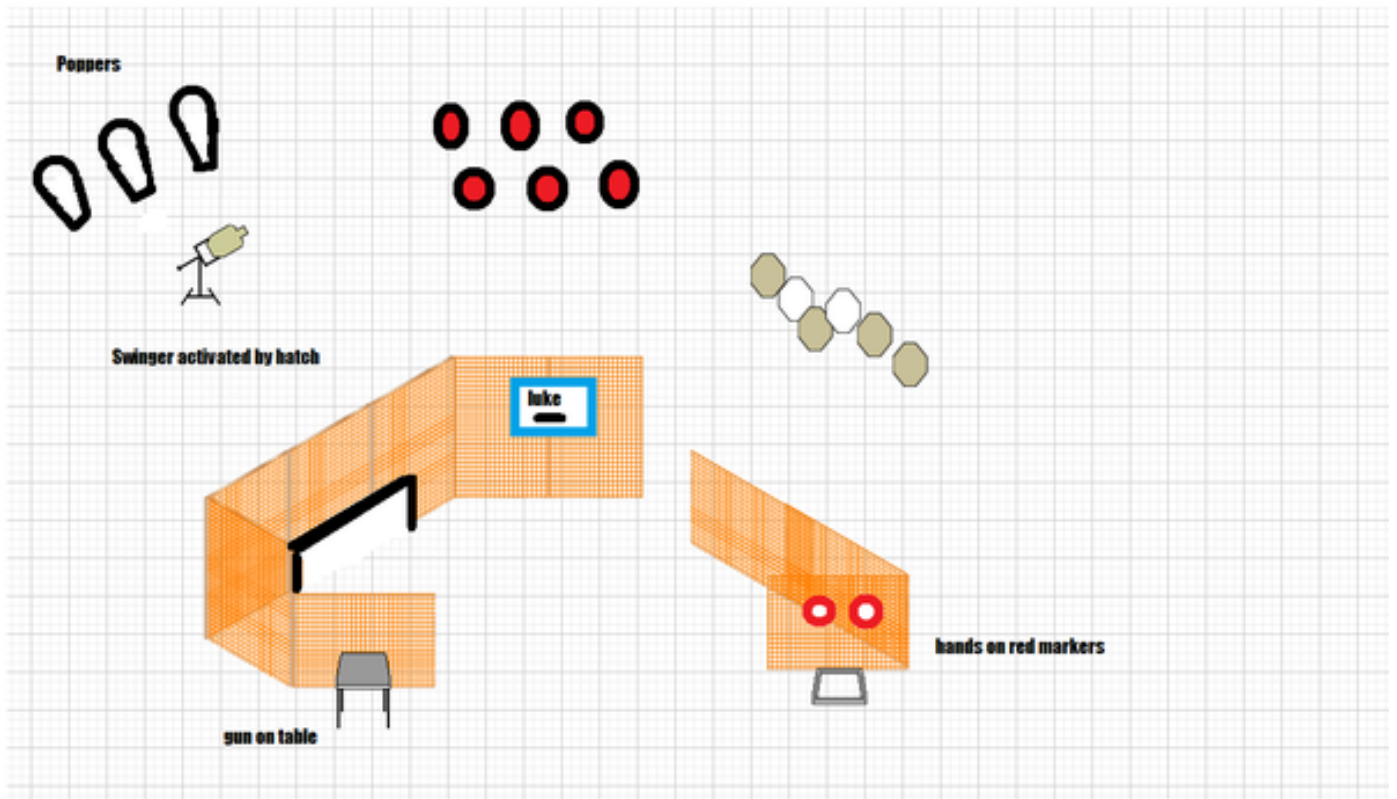 Poppers
Swinger activated by hatch
luke
hands on red markers
gun on table